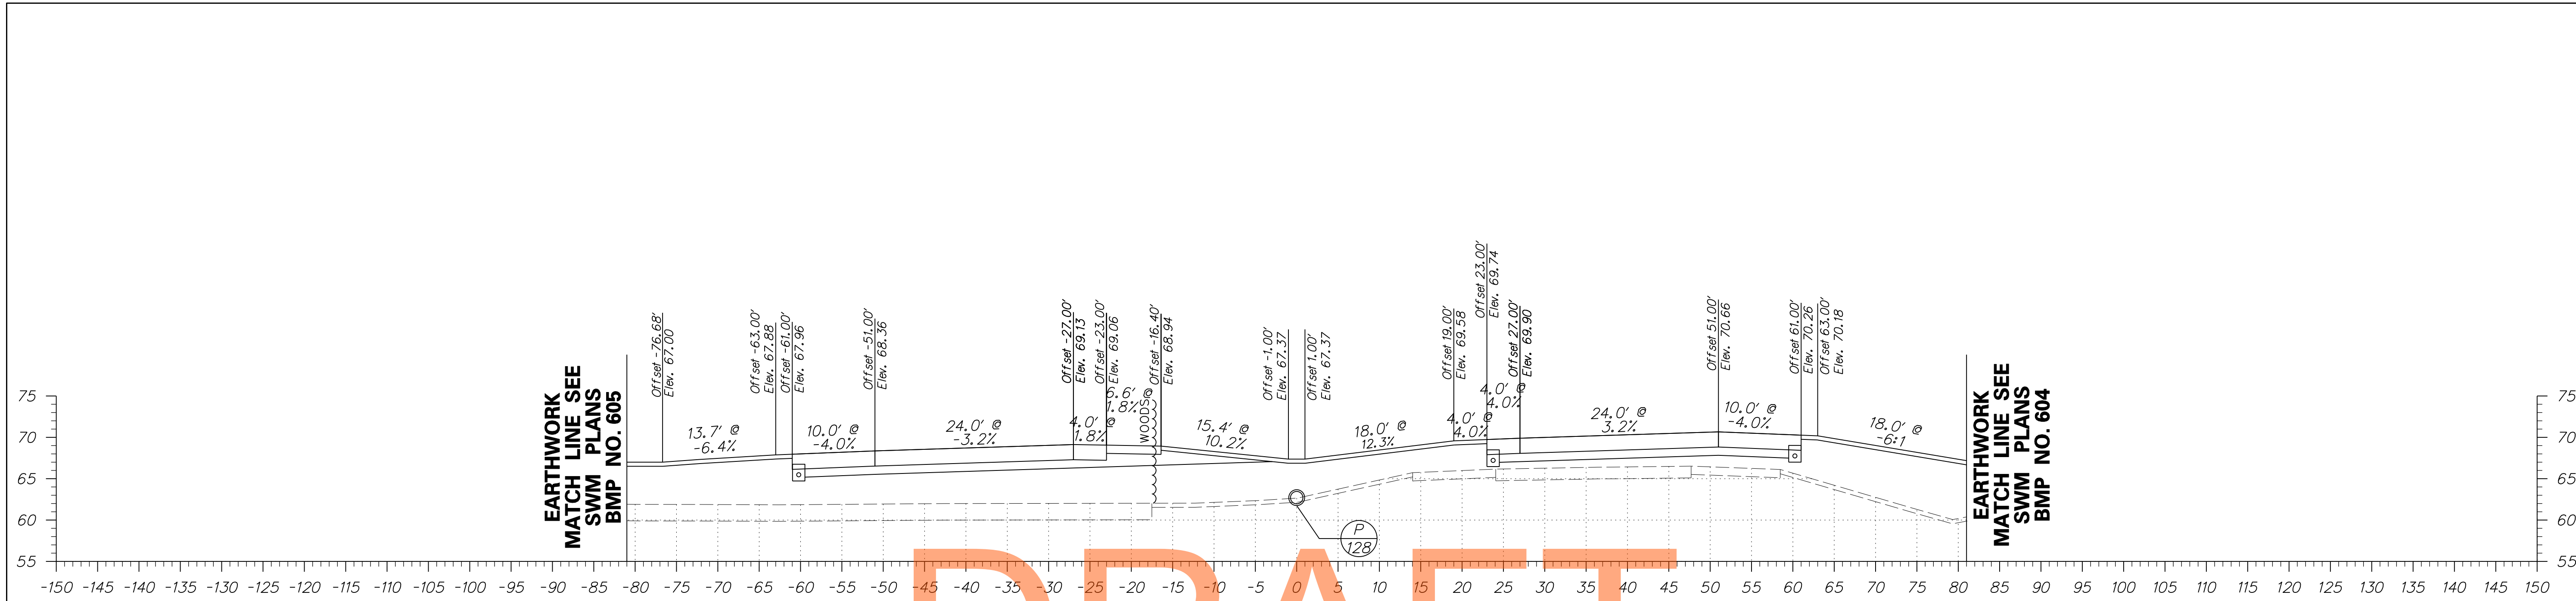 Offset -76.68'
Elev. 67.00
Offset -63.00'
Elev. 67.88
Offset -61.00'
Elev. 67.96
Offset -51.00'
Elev. 68.36
Offset -27.00'
Elev. 69.13
Offset -23.00'
Elev. 69.06
Offset -16.40'
Elev. 68.94
Offset -1.00'
Elev. 67.37
Offset 1.00'
Elev. 67.37
Offset 19.00'
Elev. 69.58
Offset 23.00'
Elev. 69.74
Offset 27.00'
Elev. 69.90
Offset 51.00'
Elev. 70.66
Offset 61.00'
Elev. 70.26
Offset 63.00'
Elev. 70.18
EARTHWORK
MATCH LINE SEE
SWM PLANS
BMP NO. 605
13.7' @
-6.4%
10.0' @
-4.0%
24.0' @
-3.2%
4.0' @
1.8%
6.6' @
1.8%
WOODS
15.4' @
10.2%
18.0' @
12.3%
4.0' @
4.0%
4.0' @
4.0%
24.0' @
3.2%
10.0' @
-4.0%
18.0' @
-6:1
EARTHWORK
MATCH LINE SEE
SWM PLANS
BMP NO. 604
75
70
65
60
55
75
70
65
60
55
P
128
DRAFT
-150 -145 -140 -135 -130 -125 -120 -115 -110 -105 -100 -95 -90 -85 -80 -75 -70 -65 -60 -55 -50 -45 -40 -35 -30 -25 -20 -15 -10 -5 0 5 10 15 20 25 30 35 40 45 50 55 60 65 70 75 80 85 90 95 100 105 110 115 120 125 130 135 140 145 150